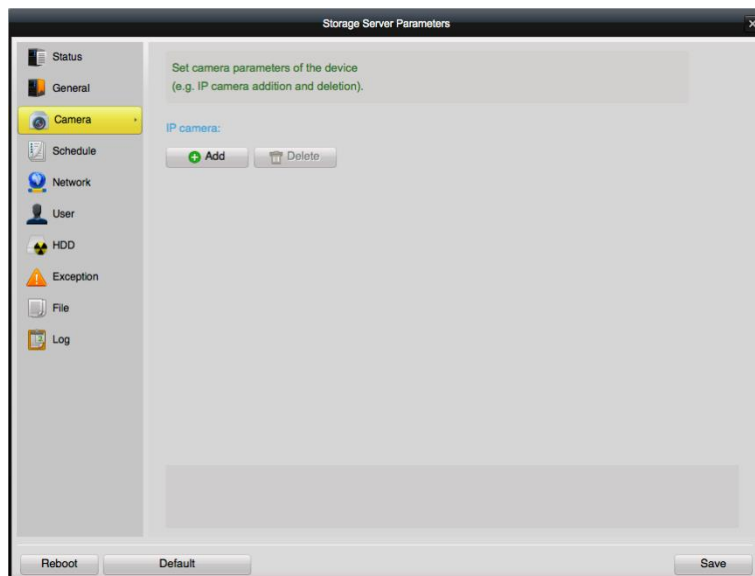 Storage Server Parameters
Status
General
Camera
Schedule
Network
User
HDD
Exception
File
Log
Set camera parameters of the device
(e.g. IP camera addition and deletion).
IP camera:
Add
Delete
Reboot
Default
Save